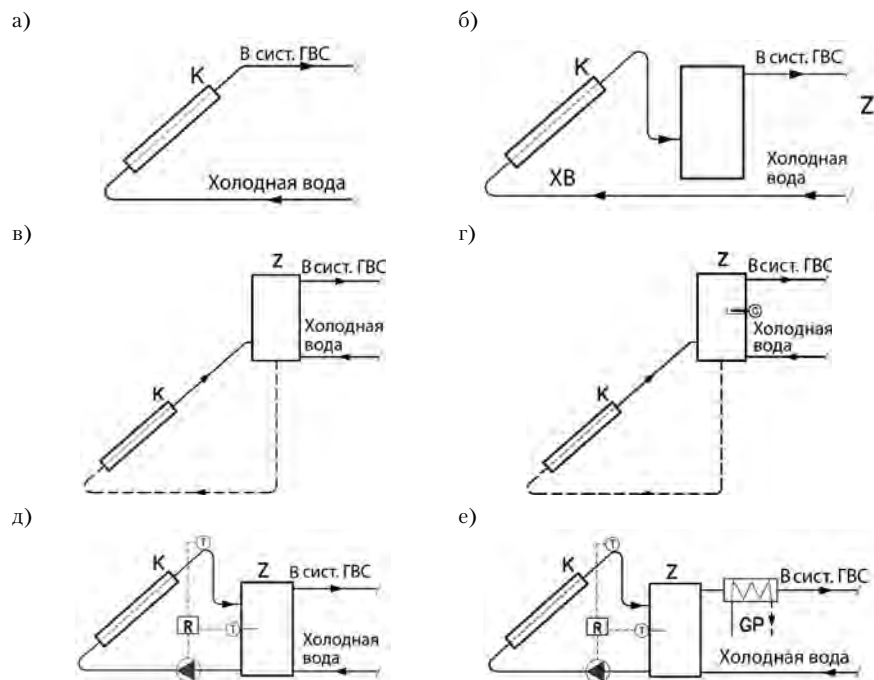 а)
К
В сист. ГВС
Холодная вода
б)
К
В сист. ГВС
Z
Холодная
вода
ХВ
в)
Z
В сист. ГВС
Холодная
вода
К
г)
Z
В сист. ГВС
G
Холодная
вода
К
д)
T
К
Z
В сист. ГВС
R
T
Холодная
вода
е)
T
К
Z
В сист. ГВС
R
T
GP
Холодная вода